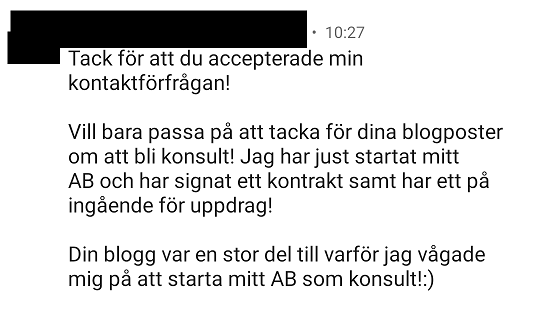 • 10:27
Tack för att du accepterade min
kontaktförfrågan!
Vill bara passa på att tacka för dina blogposter
om att bli konsult! Jag har just startat mitt
AB och har signat ett kontrakt samt har ett på
ingående för uppdrag!
Din blogg var en stor del till varför jag vågade
mig på att starta mitt AB som konsult!:)